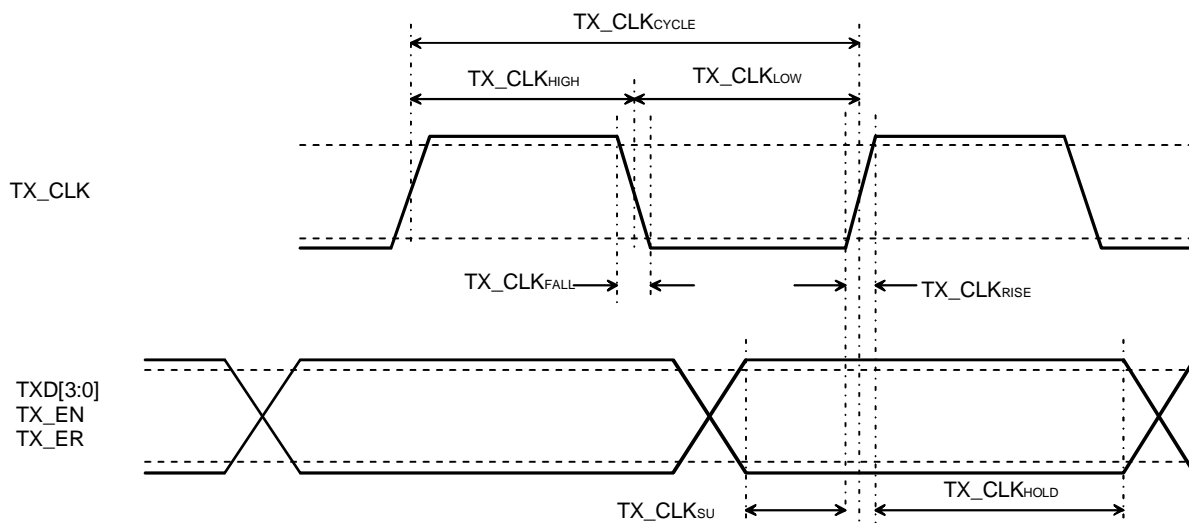 TX_CLKCYCLE
TX_CLKHIGH TX_CLKLOW
TX_CLK
TX_CLKFALL TX_CLKRISE
TXD[3:0]
TX_EN
TX_ER
TX_CLKSU TX_CLKHOLD